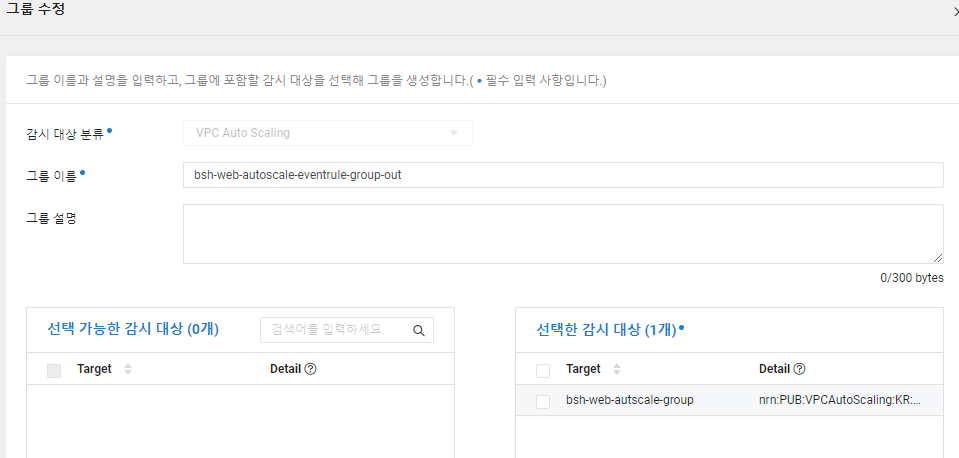 그룹 수정
그룹 이름과 설명을 입력하고, 그룹에 포함할 감시 대상을 선택해 그룹을 생성합니다.( • 필수 입력 사항입니다.)
감시 대상 분류 •
VPC Auto Scaling
그룹 이름 •
bsh-web-autoscale-eventrule-group-out
그룹 설명
0/300 bytes
선택 가능한 감시 대상 (0개)
검색어를 입력하세요.
Target
Detail
선택한 감시 대상 (1개) •
Target
Detail
bsh-web-autscale-group
nrn:PUB:VPCAutoScaling:KR:...